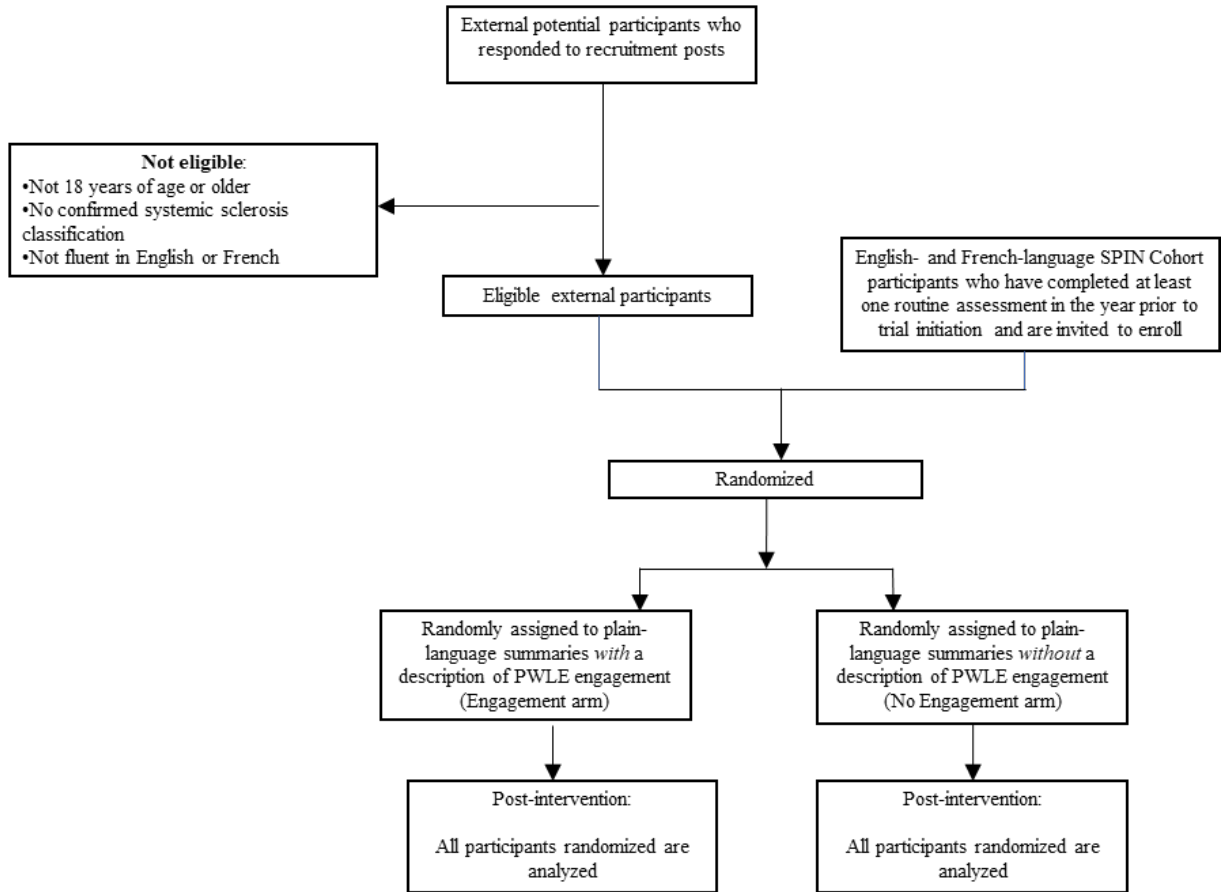 External potential participants who
responded to recruitment posts
Not eligible:
•Not 18 years of age or older
•No confirmed systemic sclerosis
classification
•Not fluent in English or French
English- and French-language SPIN Cohort
participants who have completed at least
one routine assessment in the year prior to
trial initiation and are invited to enroll
Eligible external participants
Randomized
Randomly assigned to plain-
language summaries with a
description of PWLE engagement
(Engagement arm)
Randomly assigned to plain-
language summaries without a
description of PWLE engagement
(No Engagement arm)
Post-intervention:
All participants randomized are
analyzed
Post-intervention:
All participants randomized are
analyzed